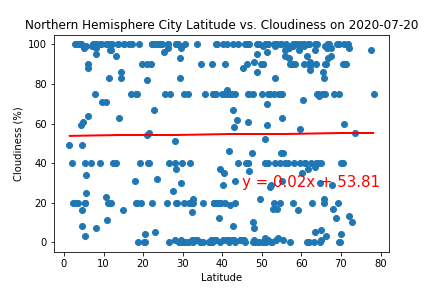 Northern Hemisphere City Latitude vs. Cloudiness on 2020-07-20
100
80
60
40
20
0
Cloudiness (%)
y = 0.02x + 53.81
0 10 20 30 40 50 60 70 80
Latitude